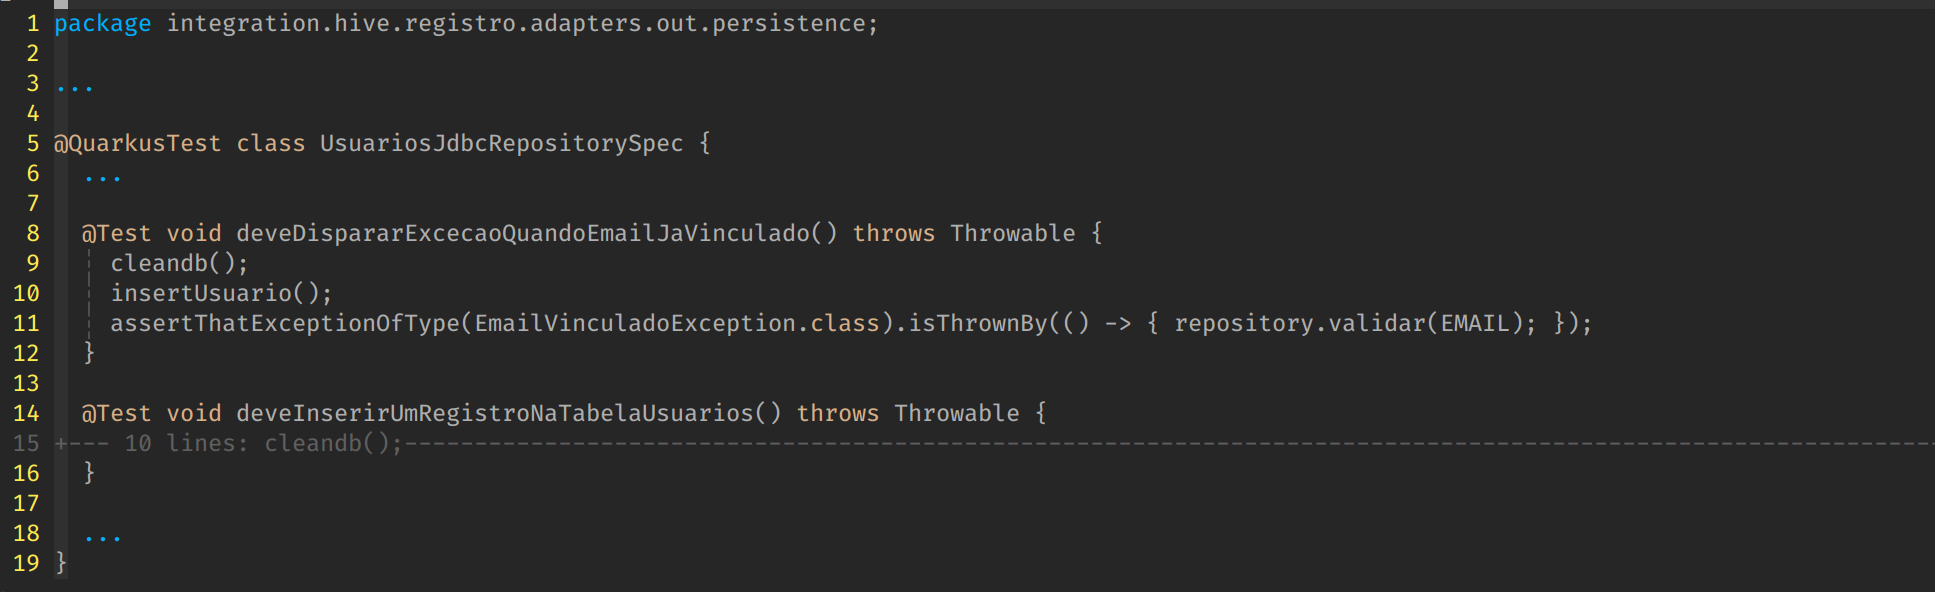 1 package integration.hive.registro.adapters.out.persistence;
2
3 ...
4
5 @QuarkusTest class UsuariosJdbcRepositorySpec {
6   ...
7
8   @Test void deveDispararExcecaoQuandoEmailJaVinculado() throws Throwable {
9     cleandb();
10     insertUsuario();
11     assertThatExceptionOfType(EmailVinculadoException.class).isThrownBy(() -> { repository.validar(EMAIL); });
12   }
13
14   @Test void deveInserirUmRegistroNaTabelaUsuarios() throws Throwable {
15 +--- 10 lines: cleandb();-------------------------------------------------------------------------------------------------------------
16   }
17
18   ...
19 }